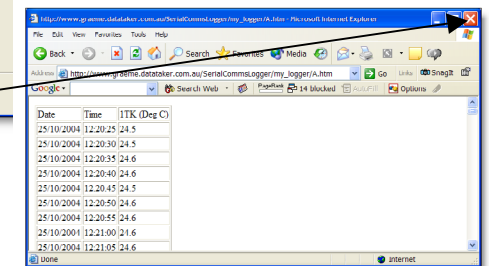 http://www.graeme.datataker.com.au/SerialCommsLogger/my_logger/A.htm - Microsoft Internet Explorer
File Edit View Favorites Tools Help
Back Search Favorites Media
Address http://www.graeme.datataker.com.au/SerialCommsLogger/my_logger/A.htm Go Links SnagIt
Google Search Web PageRank 14 blocked AutoFill Options
Date Time 1TK (Deg C)
25/10/2004 12:20:25 24.5
25/10/2004 12:20:30 24.5
25/10/2004 12:20:35 24.6
25/10/2004 12:20:40 24.6
25/10/2004 12:20:45 24.5
25/10/2004 12:20:50 24.6
25/10/2004 12:20:55 24.6
25/10/2004 12:21:00 24.6
25/10/2004 12:21:05 24.6
Done Internet